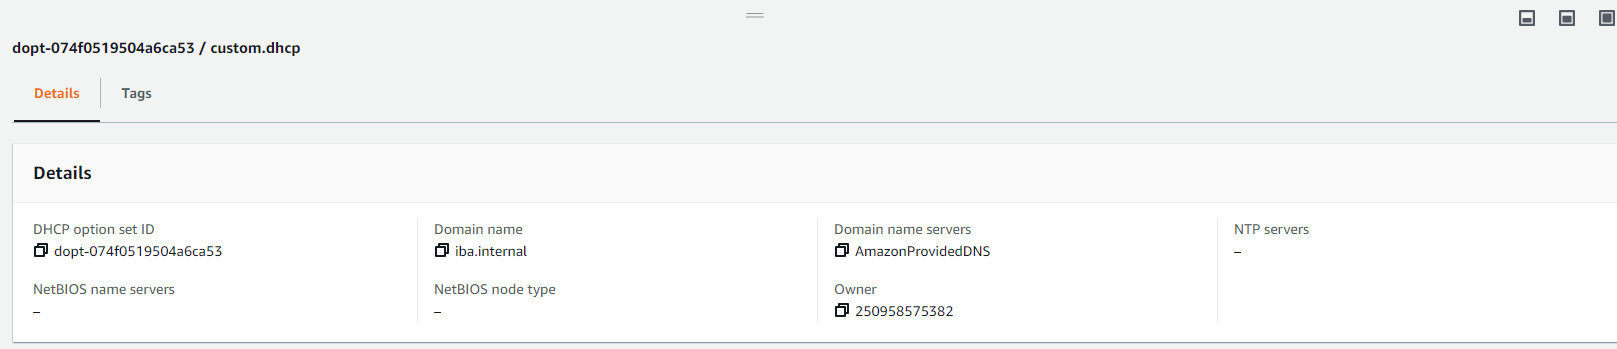 dopt-074f0519504a6ca53 / custom.dhcp
Details
Tags
Details
DHCP option set ID
dopt-074f0519504a6ca53
Domain name
iba.internal
Domain name servers
AmazonProvidedDNS
NTP servers
–
NetBIOS name servers
–
NetBIOS node type
–
Owner
250958575382